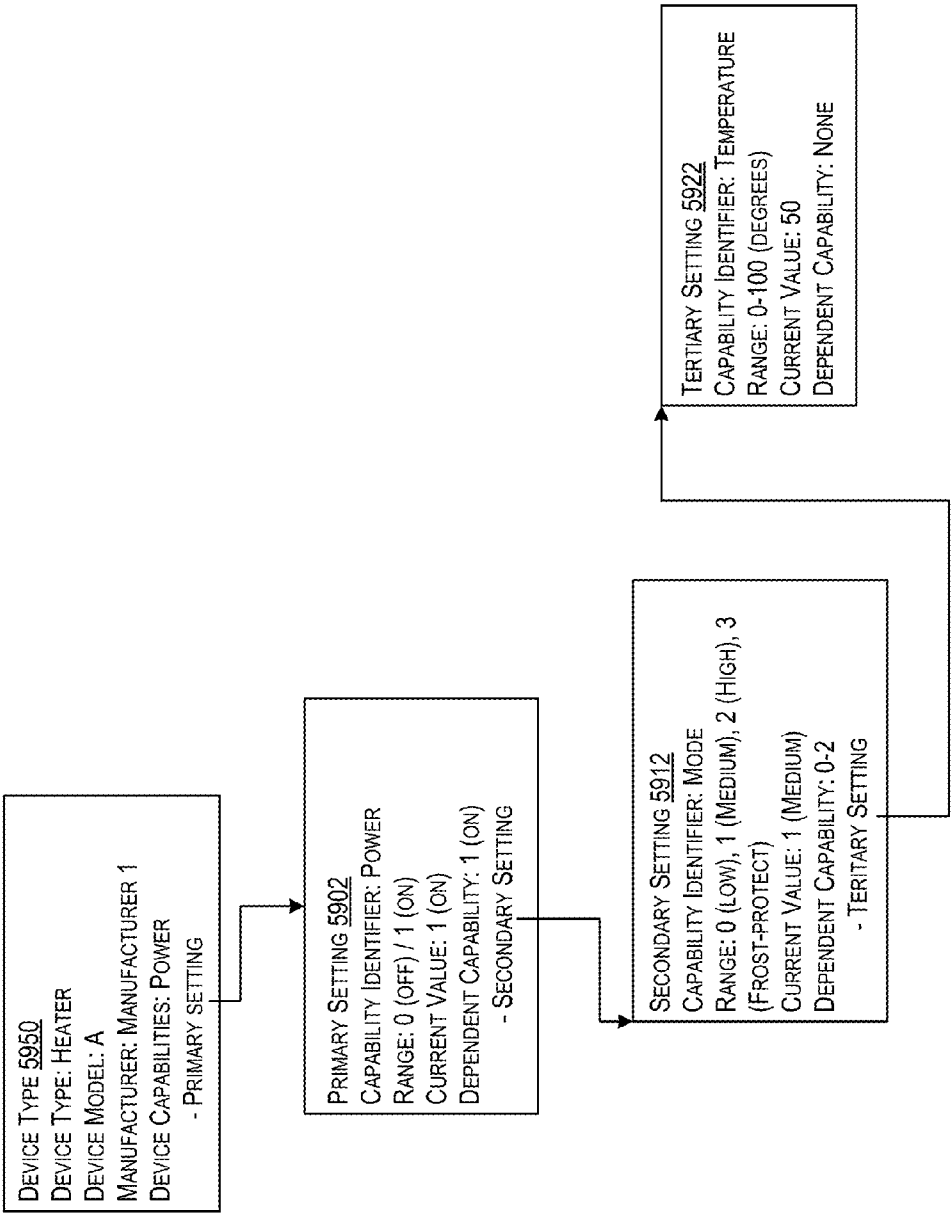 DEVICE TYPE 5950
DEVICE TYPE: HEATER
DEVICE MODEL: A
MANUFACTURER: MANUFACTURER 1
DEVICE CAPABILITIES: POWER
- PRIMARY SETTING
PRIMARY SETTING 5902
CAPABILITY IDENTIFIER: POWER
RANGE: 0 (OFF) / 1 (ON)
CURRENT VALUE: 1 (ON)
DEPENDENT CAPABILITY: 1 (ON)
- SECONDARY SETTING
SECONDARY SETTING 5912
CAPABILITY IDENTIFIER: MODE
RANGE: 0 (LOW), 1 (MEDIUM), 2 (HIGH), 3
(FROST-PROTECT)
CURRENT VALUE: 1 (MEDIUM)
DEPENDENT CAPABILITY: 0-2
- TERITARY SETTING
TERTIARY SETTING 5922
CAPABILITY IDENTIFIER: TEMPERATURE
RANGE: 0-100 (DEGREES)
CURRENT VALUE: 50
DEPENDENT CAPABILITY: NONE